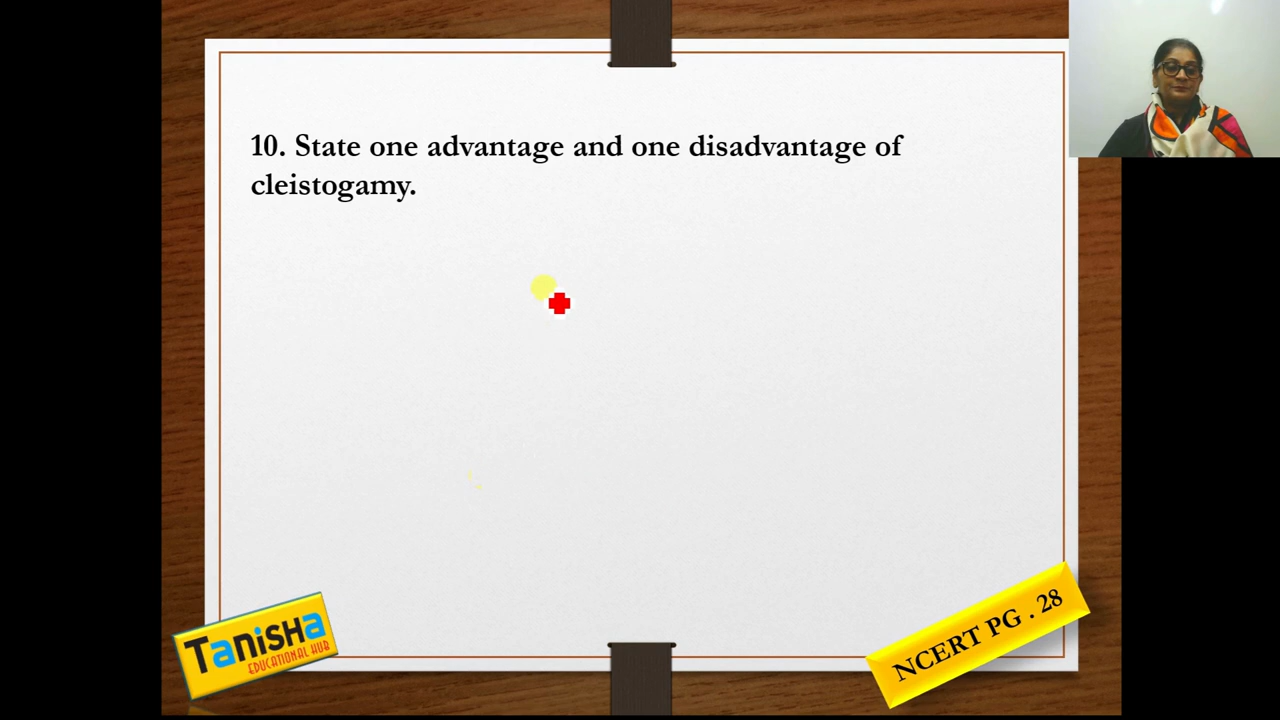 10. State one advantage and one disadvantage of
cleistogamy.
TaniSHa
EDUCATIONAL HUB
NCERT PG . 28